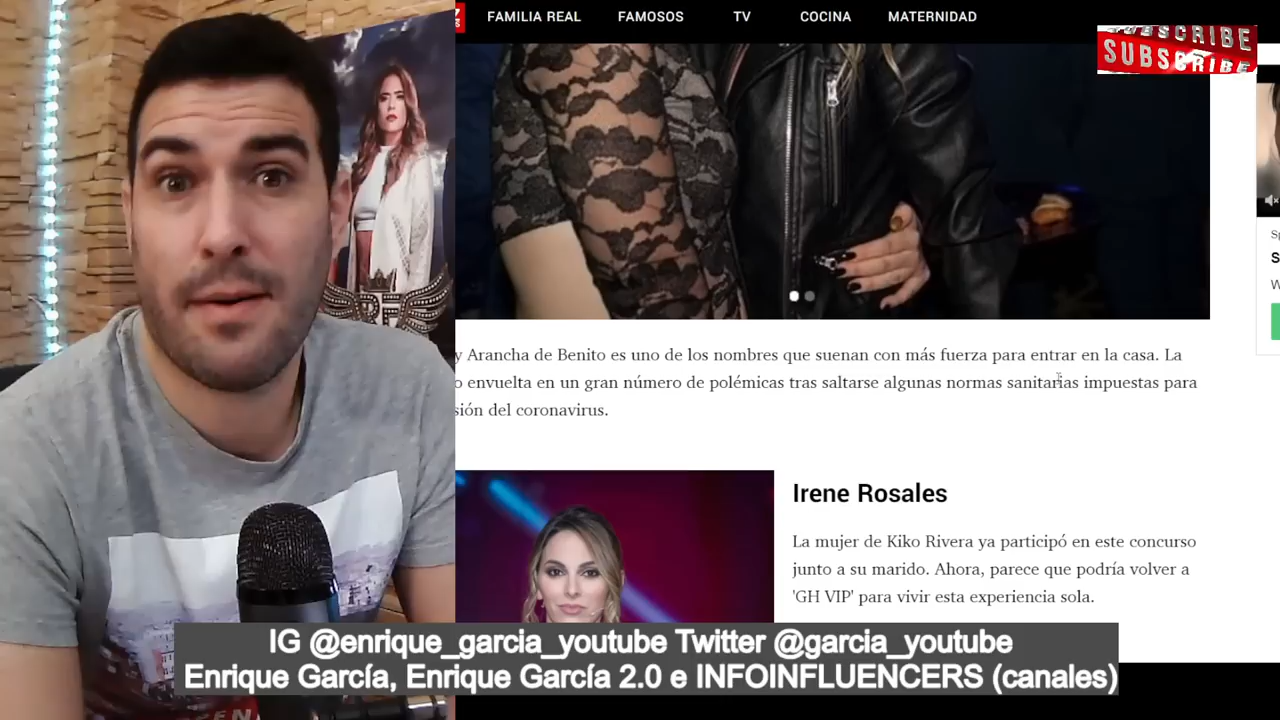 FAMILIA REAL FAMOSOS TV COCINA MATERNIDAD
SUBSCRIBE
SUBSCRIBE
y Arancha de Benito es uno de los nombres que suenan con más fuerza para entrar en la casa. La
o envuelta en un gran número de polémicas tras saltarse algunas normas sanitarias impuestas para
sión del coronavirus.
Irene Rosales
La mujer de Kiko Rivera ya participó en este concurso
junto a su marido. Ahora, parece que podría volver a
'GH VIP' para vivir esta experiencia sola.
IG @enrique_garcia_youtube Twitter @garcia_youtube
Enrique García, Enrique García 2.0 e INFOINFLUENCERS (canales)